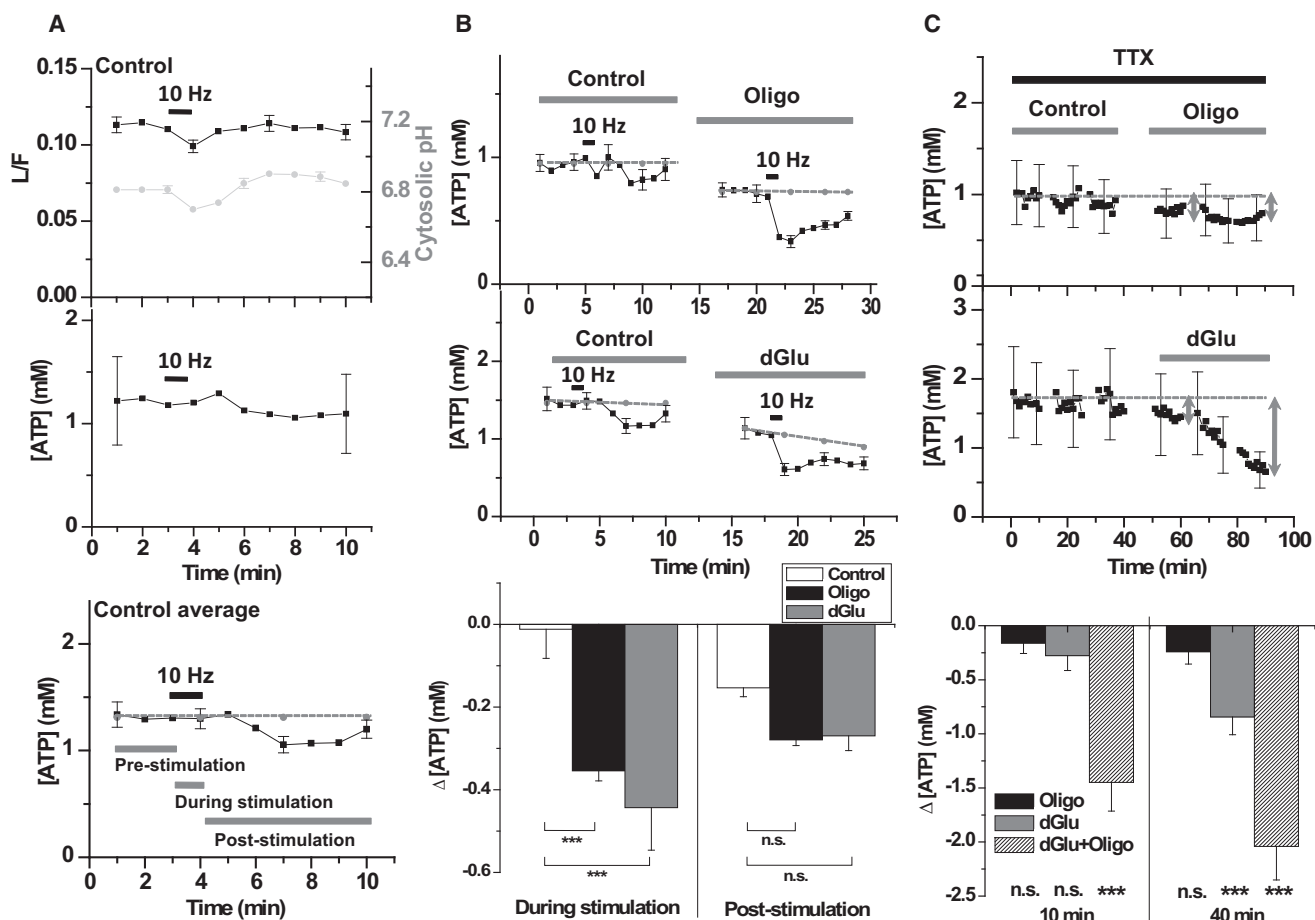 A
0.15
Control
10 Hz
7.2
0.10
L/F
6.8
Cytosolic pH
0.05
6.4
0.00
2
10 Hz
[ATP] (mM)
1
0
0 2 4 6 8 10
Time (min)
Control average
2
10 Hz
[ATP] (mM)
1
Pre-stimulation
During stimulation
Post-stimulation
0
0 2 4 6 8 10
Time (min)
B
Control
Oligo
10 Hz
10 Hz
[ATP] (mM)
1
0
0 5 10 15 20 25 30
Control
dGlu
2
10 Hz
10 Hz
[ATP] (mM)
1
0
0 5 10 15 20 25
Time (min)
Control
Oligo
dGlu
0.0
-0.2
-0.4
-0.6
Δ [ATP] (mM)
***
***
n.s.
n.s.
During stimulation
Post-stimulation
C
TTX
2
Control
Oligo
[ATP] (mM)
1
0
3
dGlu
2
[ATP] (mM)
1
0
0 20 40 60 80 100
Time (min)
0.0
-0.5
-1.0
-1.5
-2.0
-2.5
Δ [ATP] (mM)
Oligo
dGlu
dGlu+Oligo
n.s. n.s. *** n.s. *** ***
10 min
40 min